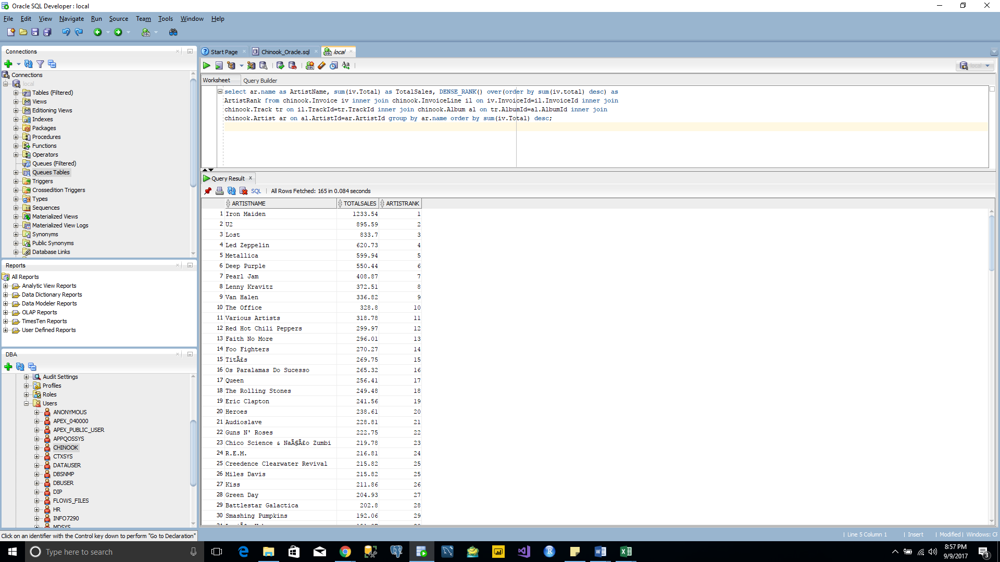 Oracle SQL Developer : local
File Edit View Navigate Run Source Team Tools Window Help
Connections
Connections
local
Tables (Filtered)
Views
Editioning Views
Indexes
Packages
Procedures
Functions
Operators
Queues (Filtered)
Queues Tables
Triggers
Crossedition Triggers
Types
Sequences
Materialized Views
Materialized View Logs
Synonyms
Public Synonyms
Database Links
Reports
All Reports
Analytic View Reports
Data Dictionary Reports
Data Modeler Reports
OLAP Reports
TimesTen Reports
User Defined Reports
DBA
Audit Settings
Profiles
Roles
Users
ANONYMOUS
APEX_040000
APEX_PUBLIC_USER
APPQOSSYS
CHINOOK
CTXSYS
DATAUSER
DBSNMP
DBUSER
DIP
FLOWS_FILES
HR
INFO7290
MDSYS
Start Page Chinook_Oracle.sql local
local
Worksheet Query Builder
select ar.name as ArtistName, sum(iv.Total) as TotalSales, DENSE_RANK() over(order by sum(iv.total) desc) as
ArtistRank from chinook.Invoice iv inner join chinook.InvoiceLine il on iv.InvoiceId=il.InvoiceId inner join
chinook.Track tr on il.TrackId=tr.TrackId inner join chinook.Album al on tr.AlbumId=al.AlbumId inner join
chinook.Artist ar on al.ArtistId=ar.ArtistId group by ar.name order by sum(iv.Total) desc;
Query Result
SQL All Rows Fetched: 165 in 0.084 seconds
ARTISTNAME TOTALSALES ARTISTRANK
1 Iron Maiden 1233.54 1
2 U2 895.59 2
3 Lost 833.7 3
4 Led Zeppelin 620.73 4
5 Metallica 599.94 5
6 Deep Purple 550.44 6
7 Pearl Jam 408.87 7
8 Lenny Kravitz 372.51 8
9 Van Halen 336.82 9
10 The Office 328.8 10
11 Various Artists 318.78 11
12 Red Hot Chili Peppers 299.97 12
13 Faith No More 296.01 13
14 Foo Fighters 270.27 14
15 TitÃ£s 269.75 15
16 Os Paralamas Do Sucesso 265.32 16
17 Queen 256.41 17
18 The Rolling Stones 249.48 18
19 Eric Clapton 241.56 19
20 Heroes 238.61 20
21 Audioslave 228.81 21
22 Guns N' Roses 222.75 22
23 Chico Science & NaÃ§Ã£o Zumbi 219.78 23
24 R.E.M. 216.81 24
25 Creedence Clearwater Revival 215.82 25
26 Miles Davis 215.82 25
27 Kiss 211.86 26
28 Green Day 204.93 27
29 Battlestar Galactica 202.8 28
30 Smashing Pumpkins 192.06 29
Click on an identifier with the Control key down to perform "Go to Declaration"
Line 5 Column 1 Insert Modified Windows: CF
Type here to search
8:57 PM
9/9/2017
3